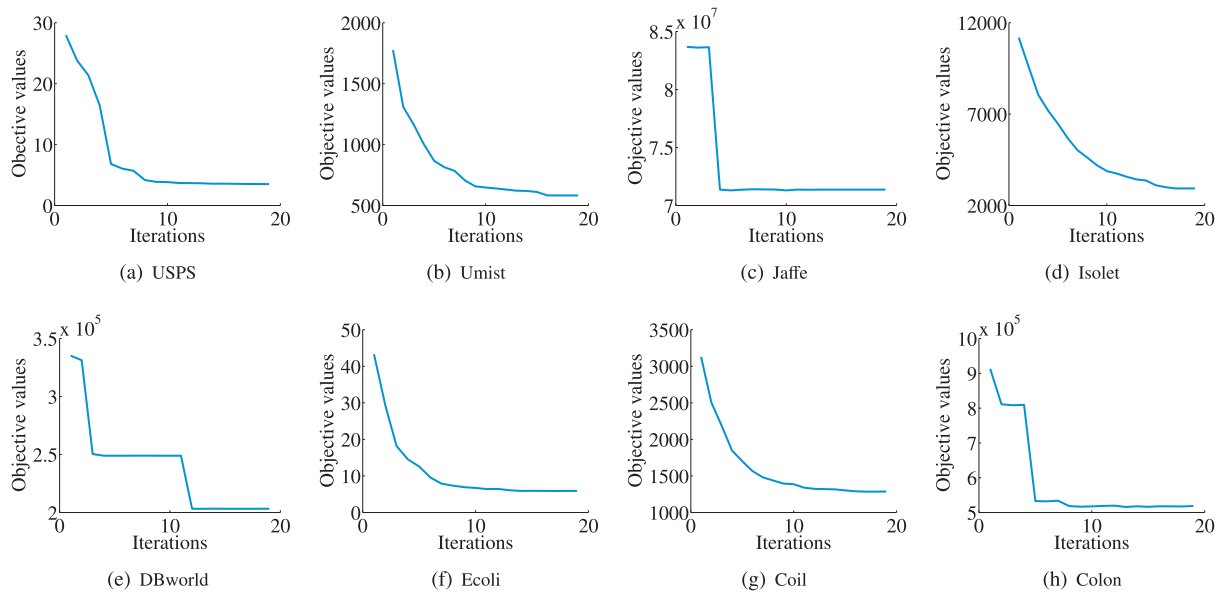 30
20
10
0
0 10 20
Obective values
Iterations
(a) USPS
2000
1500
1000
500
0 10 20
Objective values
Iterations
(b) Umist
x 10^7
8.5
8
7.5
7
0 10 20
Objective values
Iterations
(c) Jaffe
12000
7000
2000
0 10 20
Objective values
Iterations
(d) Isolet
x 10^5
3.5
3
2.5
2
0 10 20
Objective values
Iterations
(e) DBworld
50
40
30
20
10
0
0 10 20
Objective values
Iterations
(f) Ecoli
3500
3000
2500
2000
1500
1000
0 10 20
Objective values
Iterations
(g) Coil
x 10^5
10
9
8
7
6
5
0 10 20
Objective values
Iterations
(h) Colon